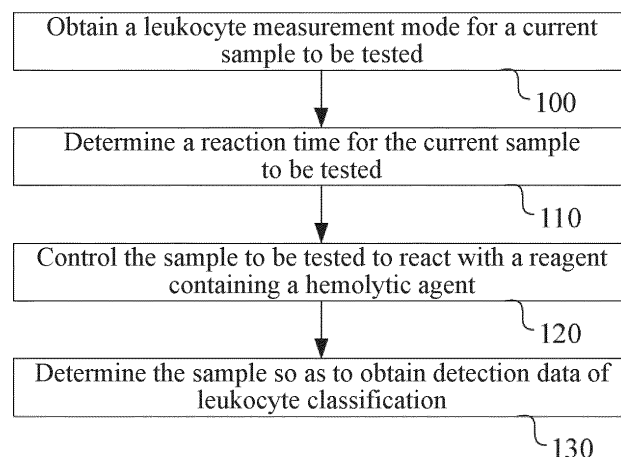 Obtain a leukocyte measurement mode for a current
sample to be tested
100
Determine a reaction time for the current sample
to be tested
110
Control the sample to be tested to react with a reagent
containing a hemolytic agent
120
Determine the sample so as to obtain detection data of
leukocyte classification
130